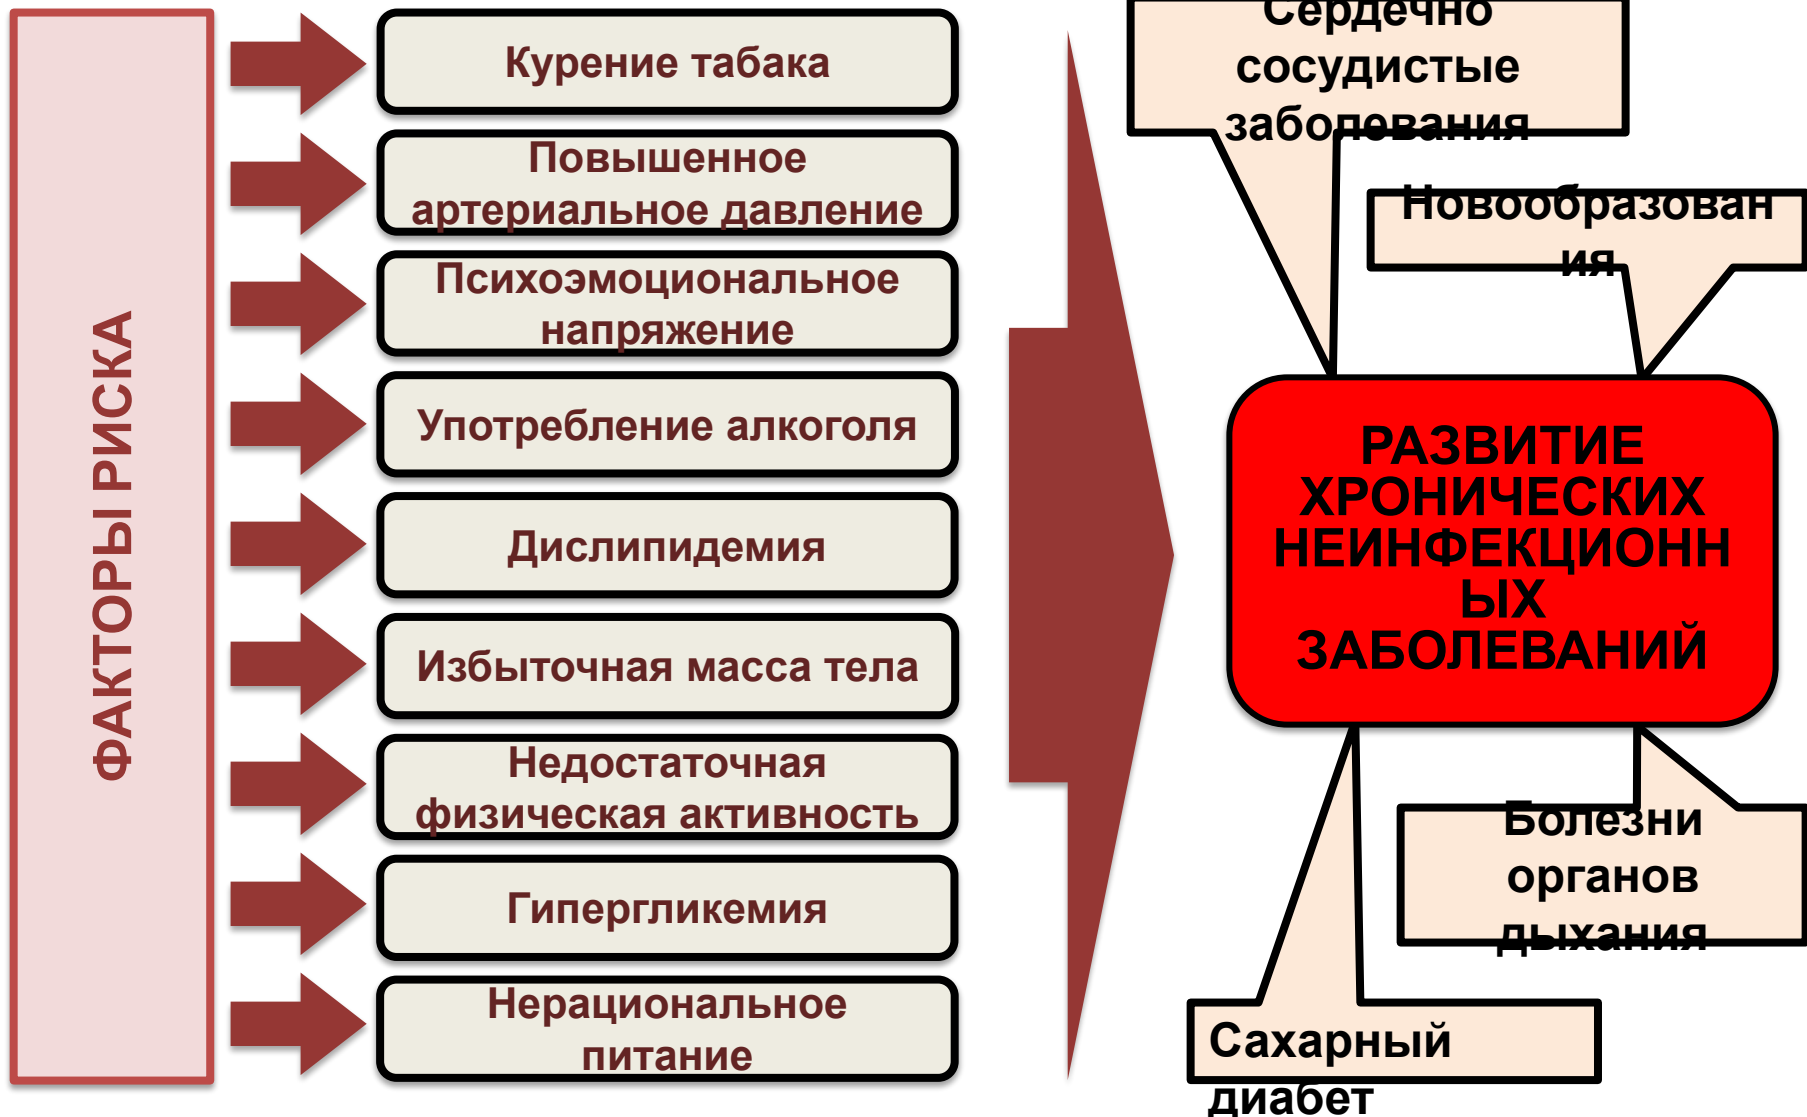 ФАКТОРЫ РИСКА
Курение табака
Повышенное
артериальное давление
Психоэмоциональное
напряжение
Употребление алкоголя
Дислипидемия
Избыточная масса тела
Недостаточная
физическая активность
Гипергликемия
Нерациональное
питание
Сердечно
сосудистые
заболевания
Новообразован
ия
РАЗВИТИЕ
ХРОНИЧЕСКИХ
НЕИНФЕКЦИОНН
ЫХ
ЗАБОЛЕВАНИЙ
Болезни
органов
дыхания
Сахарный
диабет